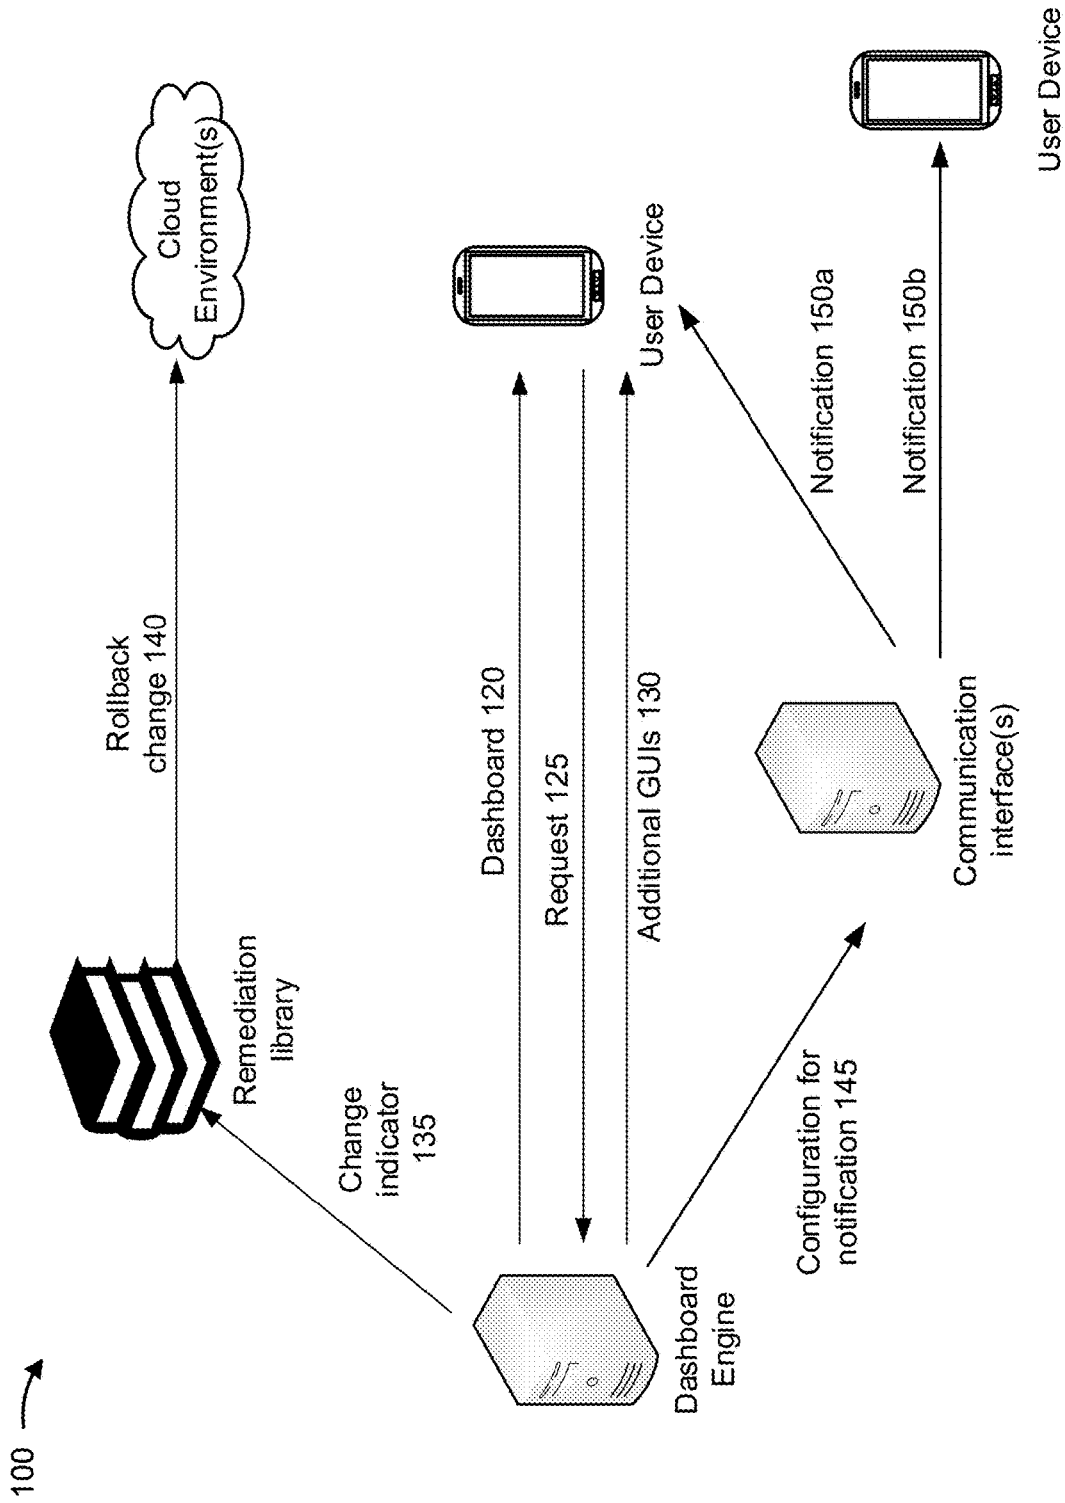 100
Rollback
change 140
Cloud
Environment(s)
Remediation
library
Change
indicator
135
Dashboard 120
Request 125
Additional GUIs 130
User Device
Dashboard
Engine
Configuration for
notification 145
Notification 150a
Notification 150b
Communication
interface(s)
User Device